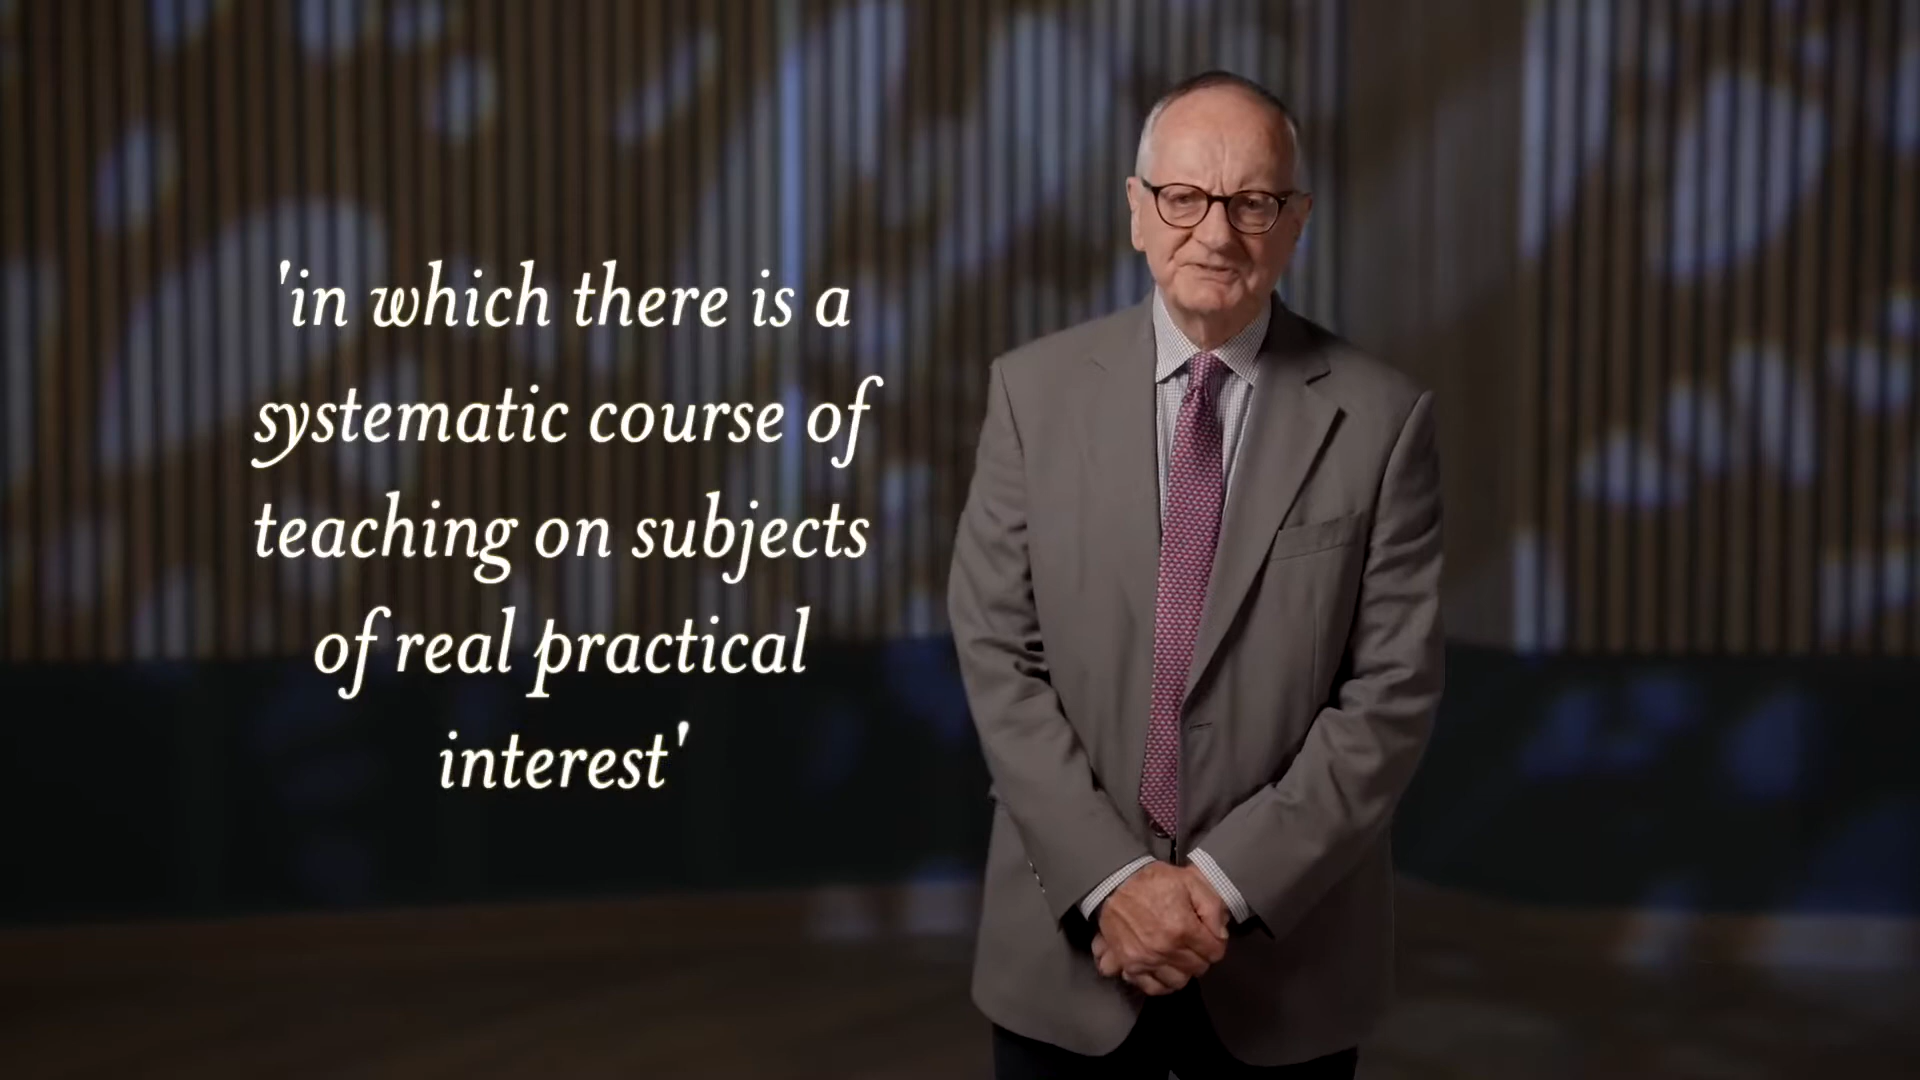 'in which there is a
systematic course of
teaching on subjects
of real practical
interest'